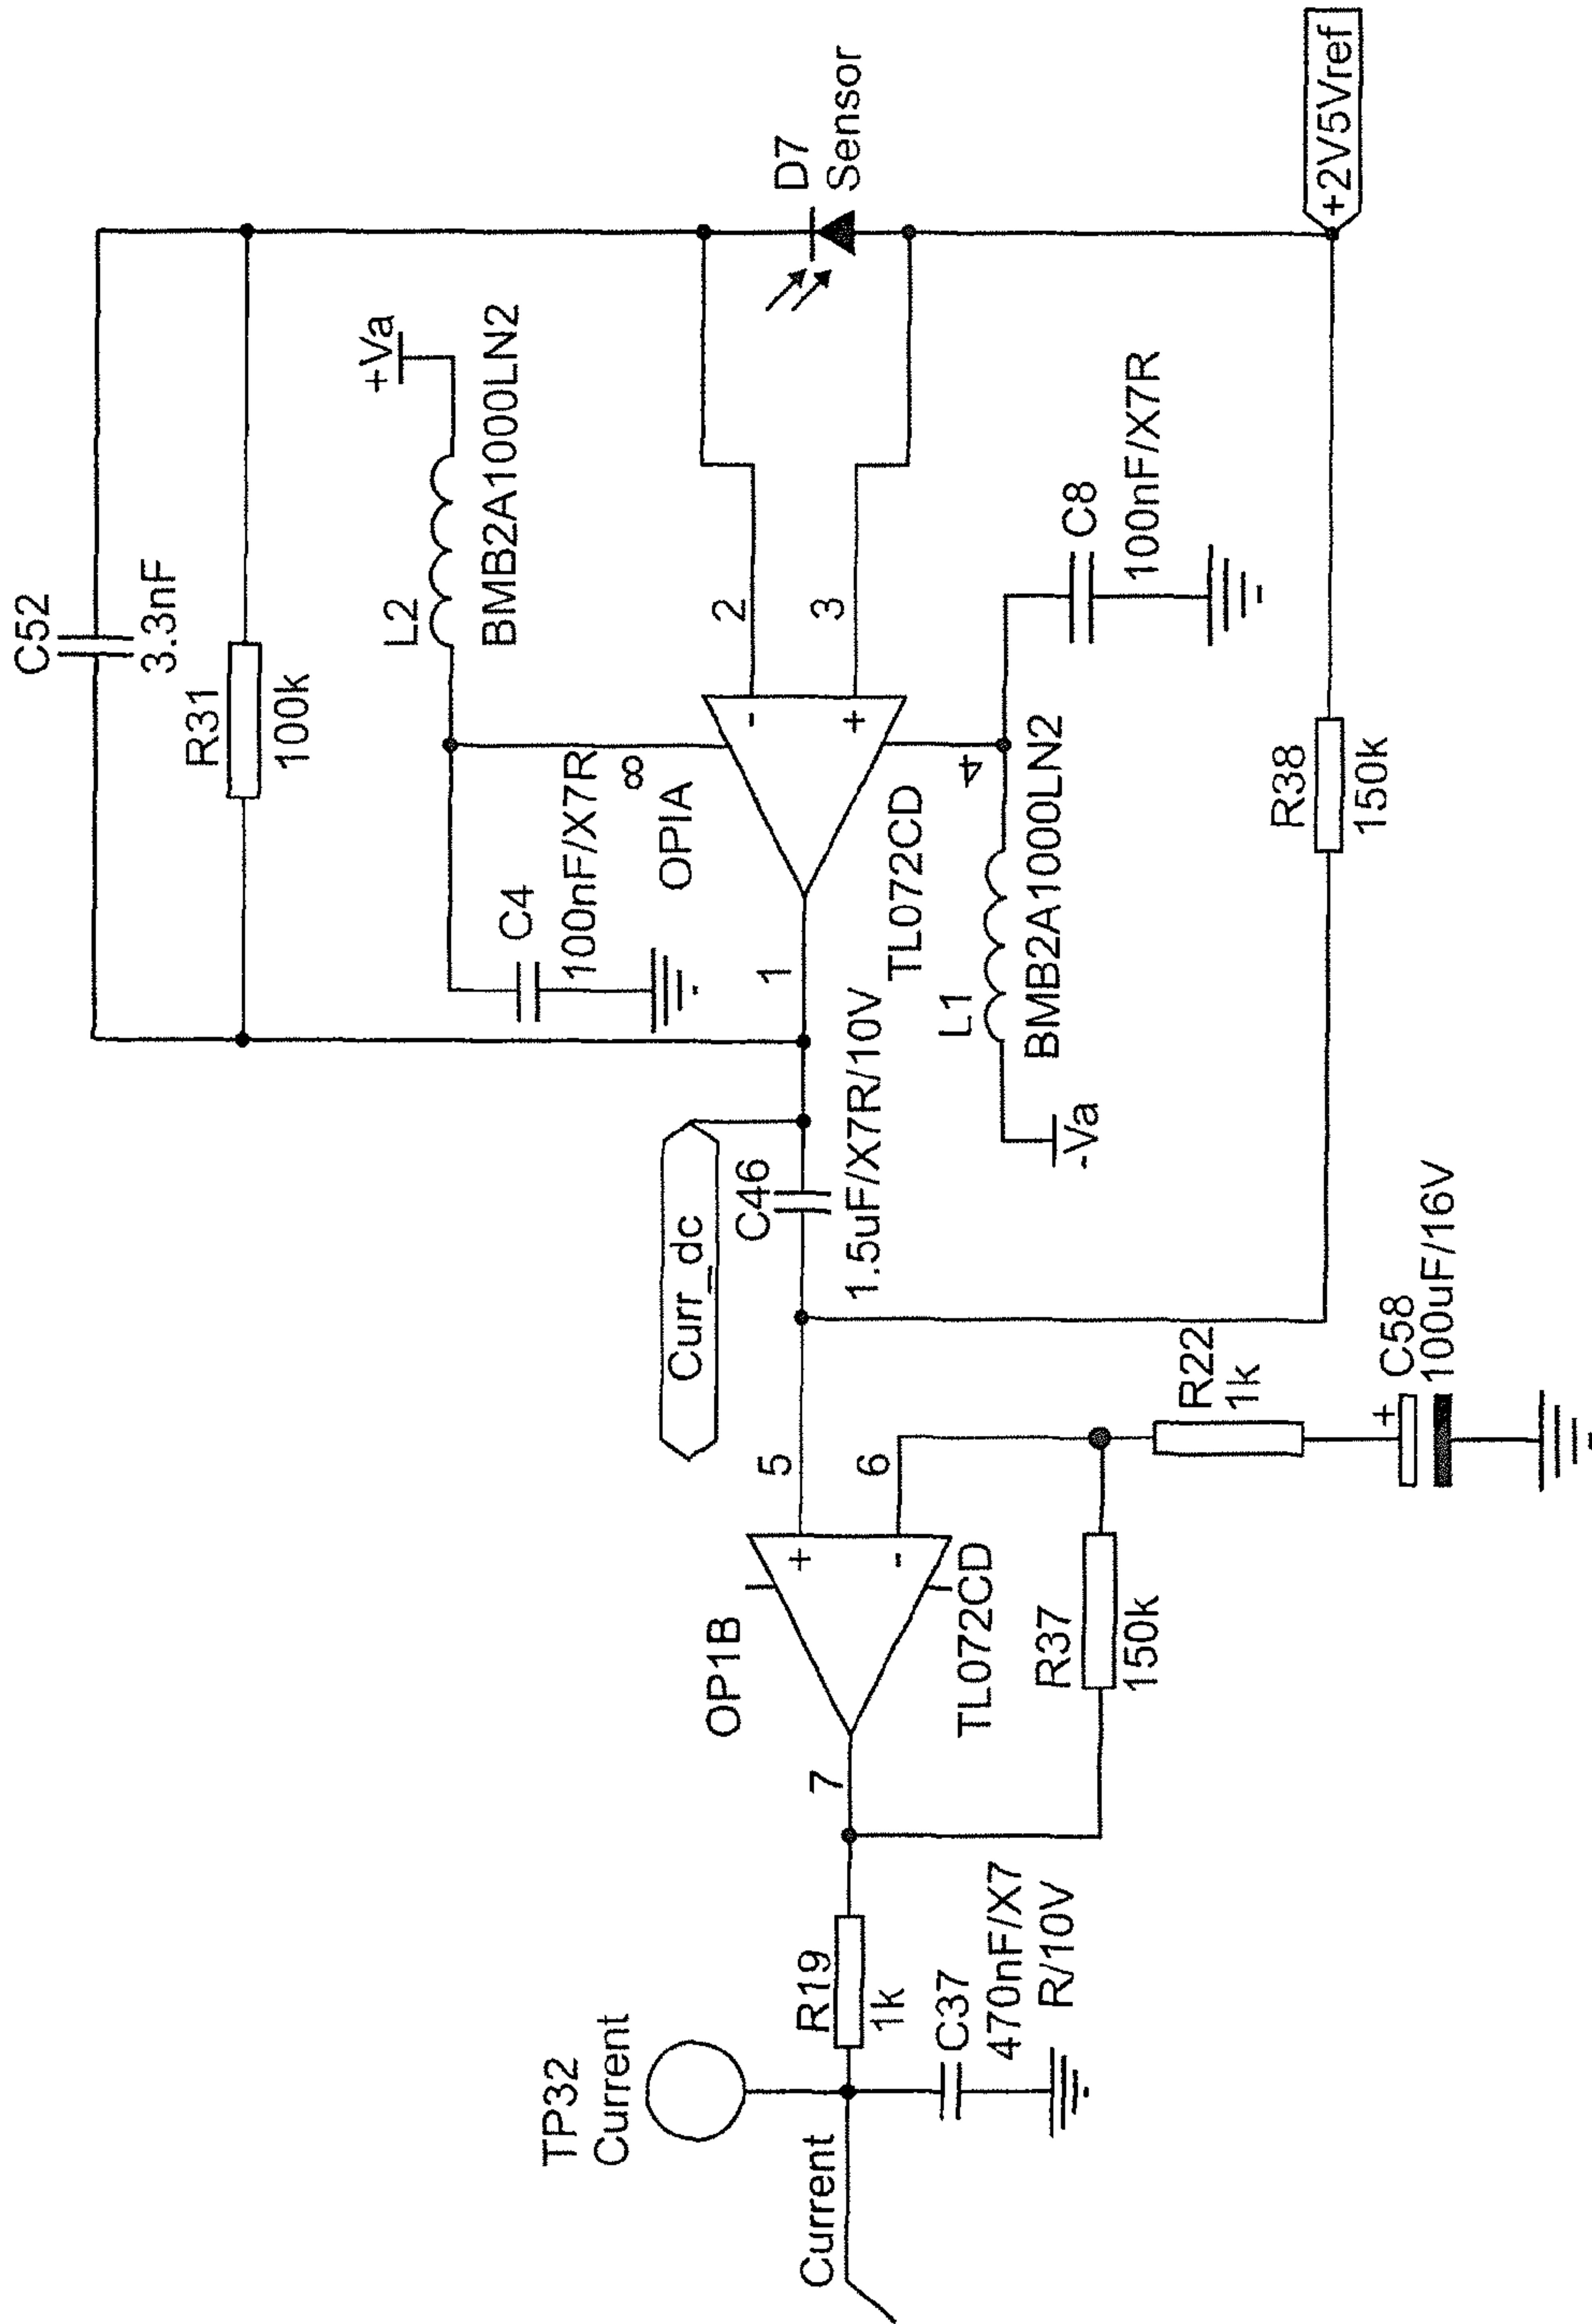 C52
3.3nF
R31
100k
+Va
L2
BMB2A1000LN2
C4
100nF/X7R
8
OPIA
TP32
Current
Curr_dc
OP1B
C46
1.5uF/X7R/10V
1
2
-
D7
Sensor
Current
R19
1k
7
5
+
3
+
6
-
TL072CD
TL072CD
4
C37
470nF/X7
R/10V
R37
150k
L1
BMB2A1000LN2
-Va
C8
100nF/X7R
R22
1k
R38
150k
+2V5Vref
+
C58
100uF/16V